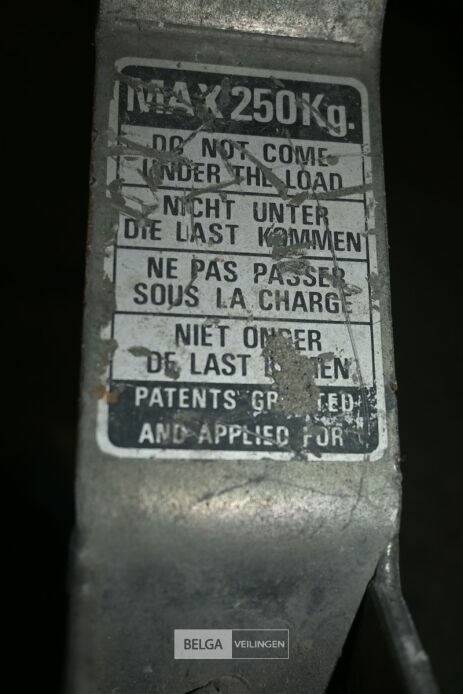 MAX 250Kg.
DO NOT COME
UNDER THE LOAD
NICHT UNTER
DIE LAST KOMMEN
NE PAS PASSER
SOUS LA CHARGE
NIET ONDER
DE LAST
PATENTS GRANTED
AND APPLIED FOR
BELGA VEILINGEN